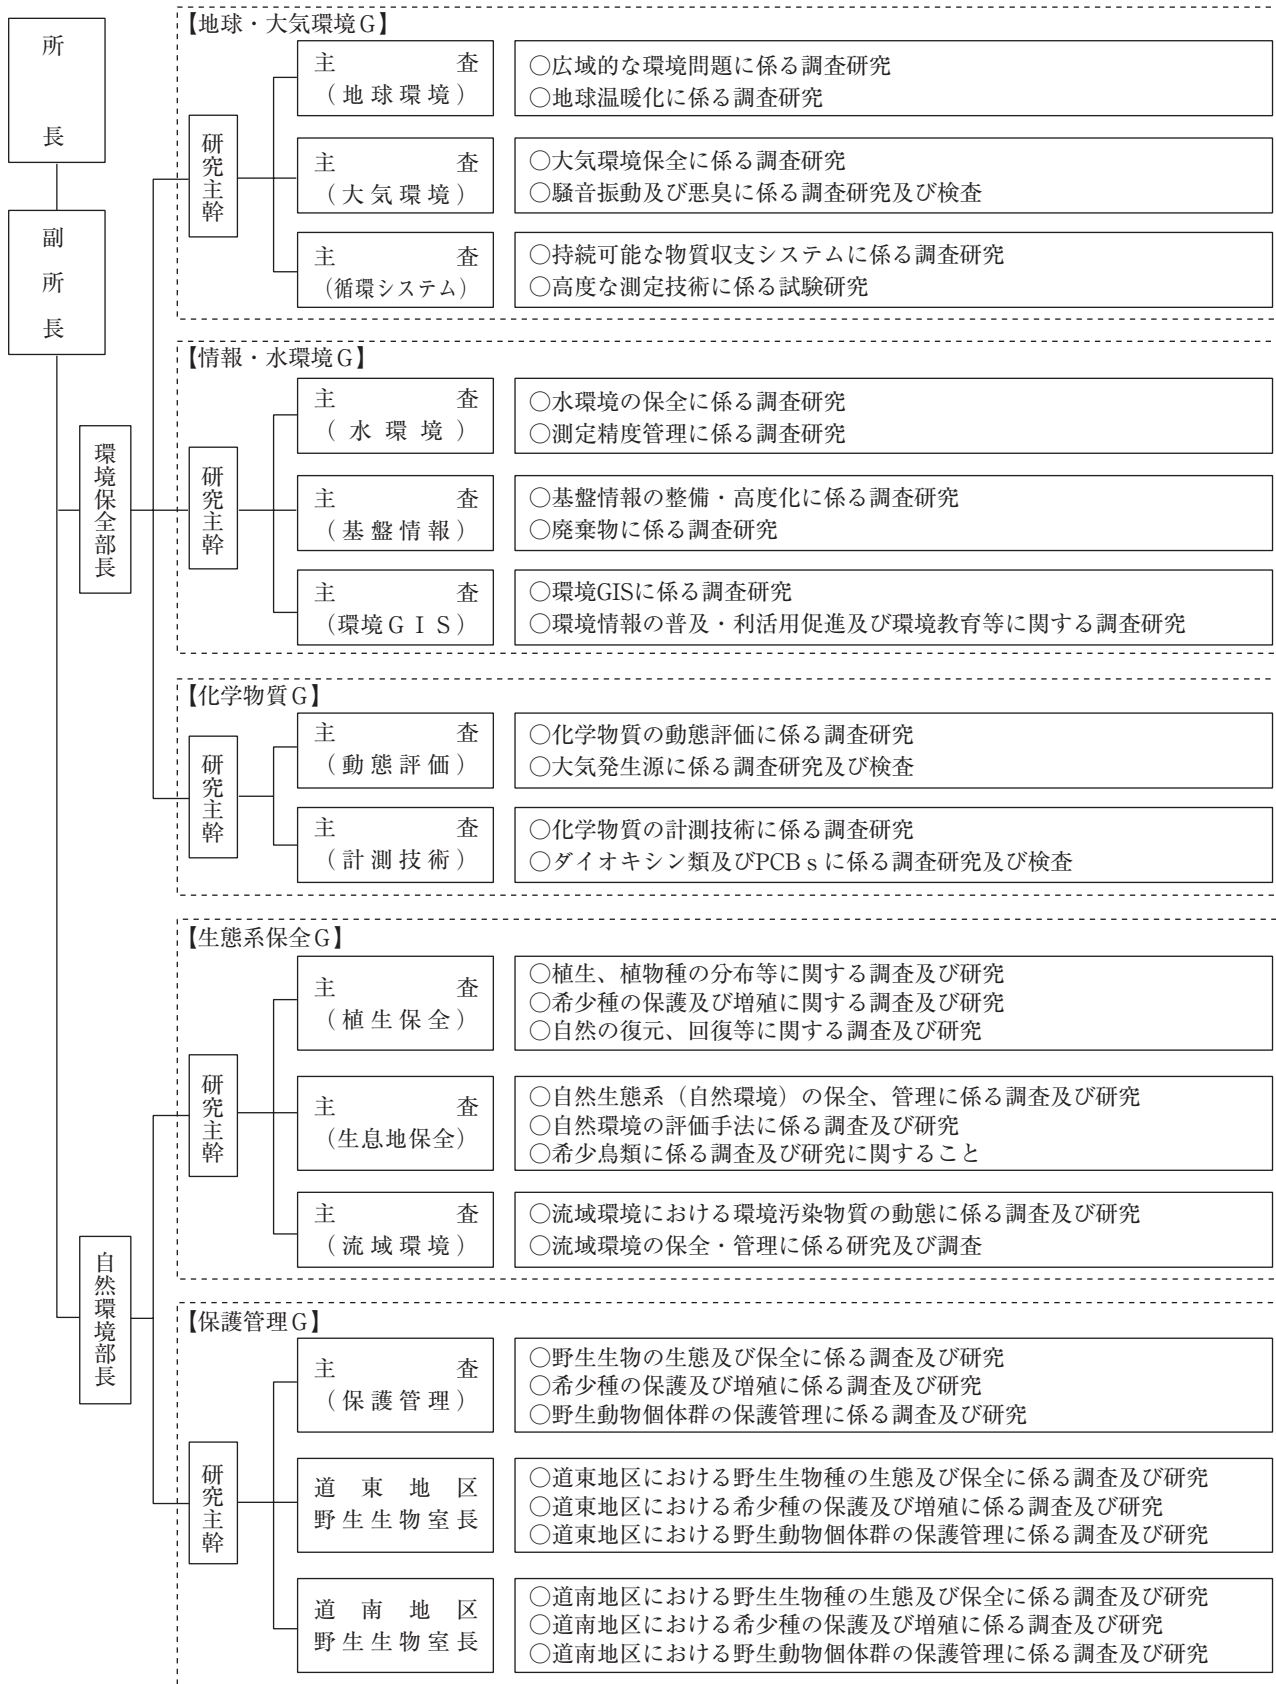 所長
副所長
環境保全部長
【地球・大気環境G】
研究主幹
主査
（地球環境）
○広域的な環境問題に係る調査研究
○地球温暖化に係る調査研究
主査
（大気環境）
○大気環境保全に係る調査研究
○騒音振動及び悪臭に係る調査研究及び検査
主査
（循環システム）
○持続可能な物質収支システムに係る調査研究
○高度な測定技術に係る試験研究
【情報・水環境G】
研究主幹
主査
（水環境）
○水環境の保全に係る調査研究
○測定精度管理に係る調査研究
主査
（基盤情報）
○基盤情報の整備・高度化に係る調査研究
○廃棄物に係る調査研究
主査
（環境GIS）
○環境GISに係る調査研究
○環境情報の普及・利活用促進及び環境教育等に関する調査研究
【化学物質G】
研究主幹
主査
（動態評価）
○化学物質の動態評価に係る調査研究
○大気発生源に係る調査研究及び検査
主査
（計測技術）
○化学物質の計測技術に係る調査研究
○ダイオキシン類及びPCBsに係る調査研究及び検査
自然環境部長
【生態系保全G】
研究主幹
主査
（植生保全）
○植生、植物種の分布等に関する調査及び研究
○希少種の保護及び増殖に関する調査及び研究
○自然の復元、回復等に関する調査及び研究
主査
（生息地保全）
○自然生態系（自然環境）の保全、管理に係る調査及び研究
○自然環境の評価手法に係る調査及び研究
○希少鳥類に係る調査及び研究に関すること
主査
（流域環境）
○流域環境における環境汚染物質の動態に係る調査及び研究
○流域環境の保全・管理に係る研究及び調査
【保護管理G】
研究主幹
主査
（保護管理）
○野生生物の生態及び保全に係る調査及び研究
○希少種の保護及び増殖に係る調査及び研究
○野生動物個体群の保護管理に係る調査及び研究
道東地区
野生生物室長
○道東地区における野生生物種の生態及び保全に係る調査及び研究
○道東地区における希少種の保護及び増殖に係る調査及び研究
○道東地区における野生動物個体群の保護管理に係る調査及び研究
道南地区
野生生物室長
○道南地区における野生生物種の生態及び保全に係る調査及び研究
○道南地区における希少種の保護及び増殖に係る調査及び研究
○道南地区における野生動物個体群の保護管理に係る調査及び研究